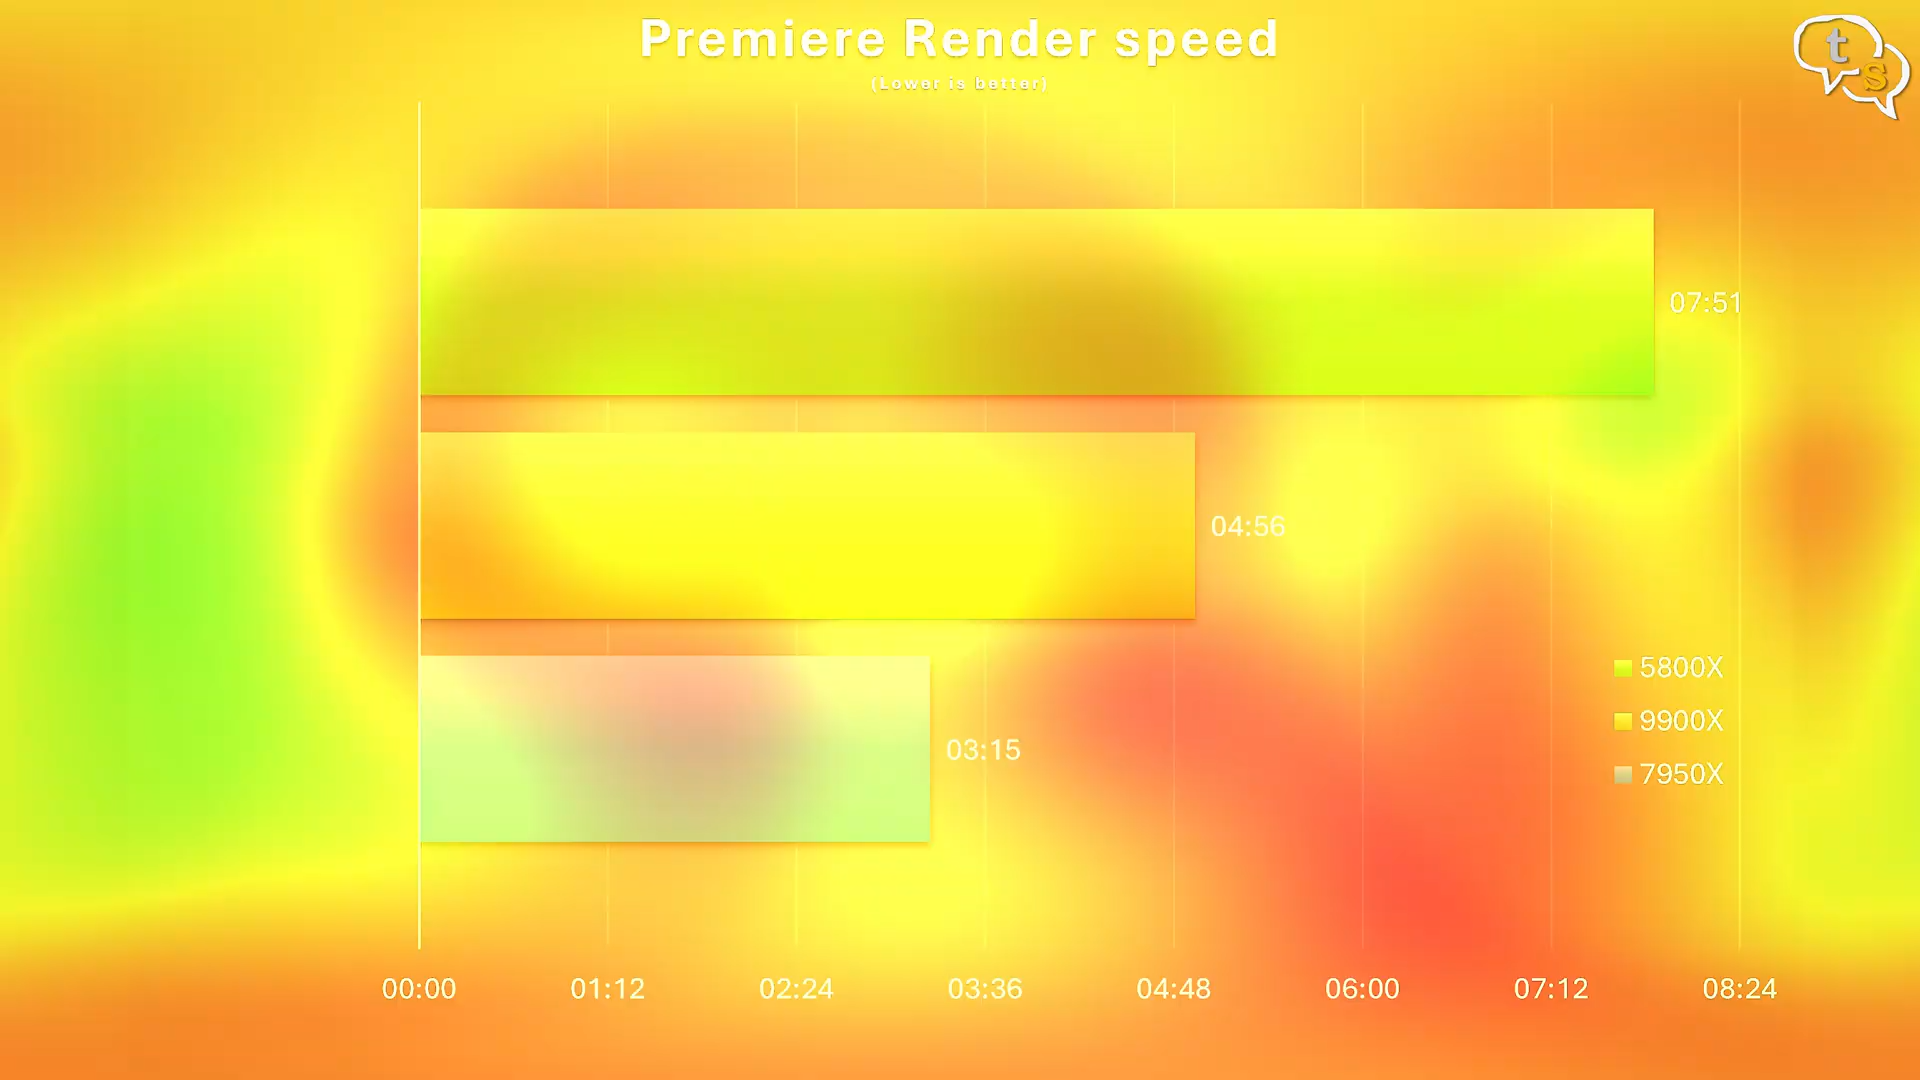 Premiere Render speed
(Lower is better)
t
s
07:51
04:56
03:15
5800X
9900X
7950X
00:00 01:12 02:24 03:36 04:48 06:00 07:12 08:24